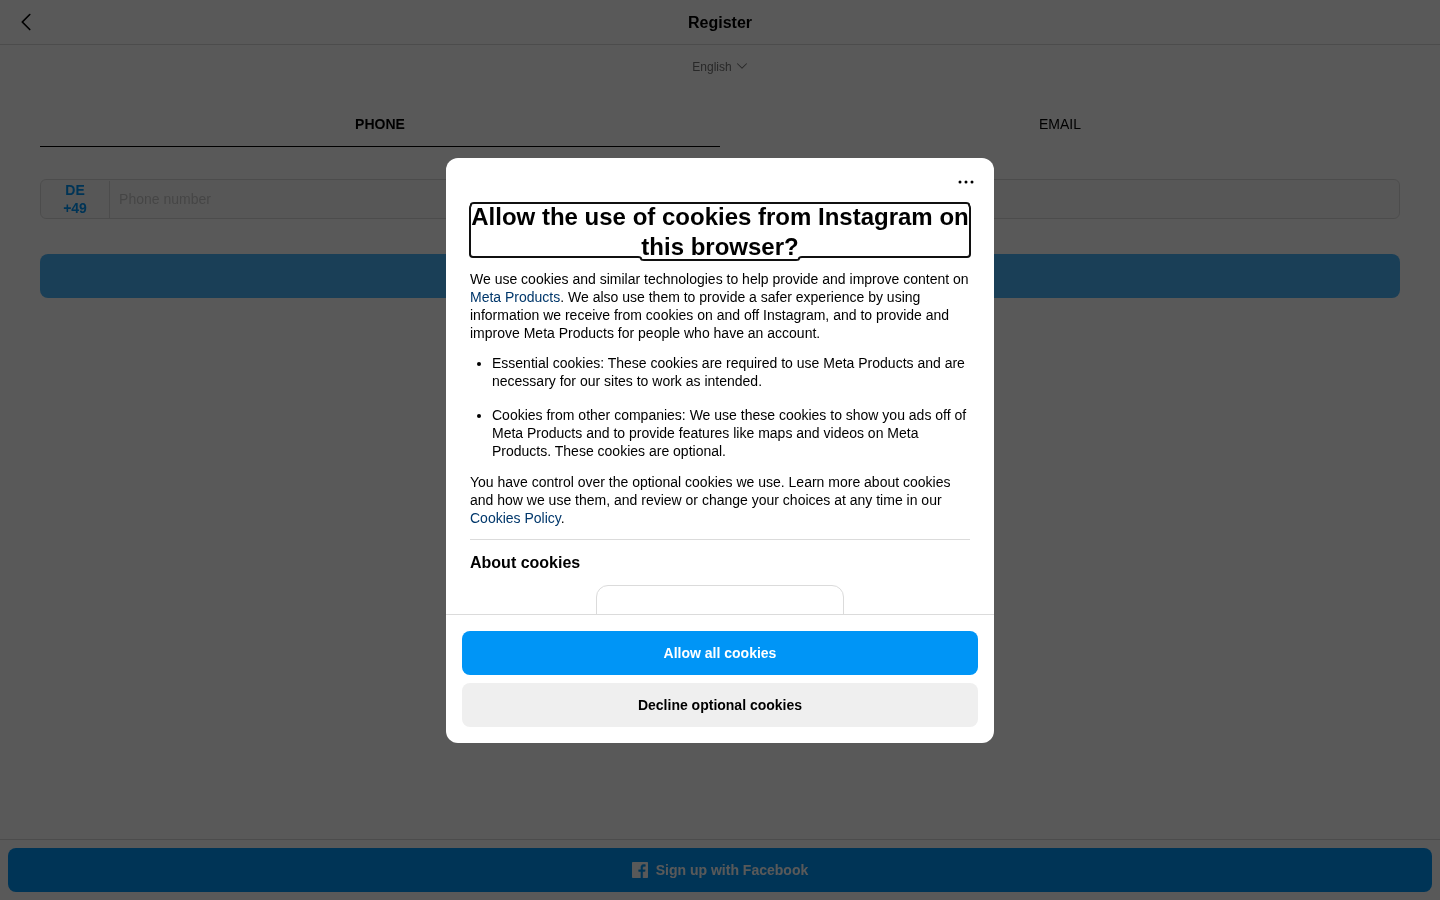 Register
English
PHONE
EMAIL
DE
+49
Phone number
Allow the use of cookies from Instagram on
this browser?
We use cookies and similar technologies to help provide and improve content on
Meta Products. We also use them to provide a safer experience by using
information we receive from cookies on and off Instagram, and to provide and
improve Meta Products for people who have an account.
Essential cookies: These cookies are required to use Meta Products and are
necessary for our sites to work as intended.
Cookies from other companies: We use these cookies to show you ads off of
Meta Products and to provide features like maps and videos on Meta
Products. These cookies are optional.
You have control over the optional cookies we use. Learn more about cookies
and how we use them, and review or change your choices at any time in our
Cookies Policy.
About cookies
Allow all cookies
Decline optional cookies
Sign up with Facebook